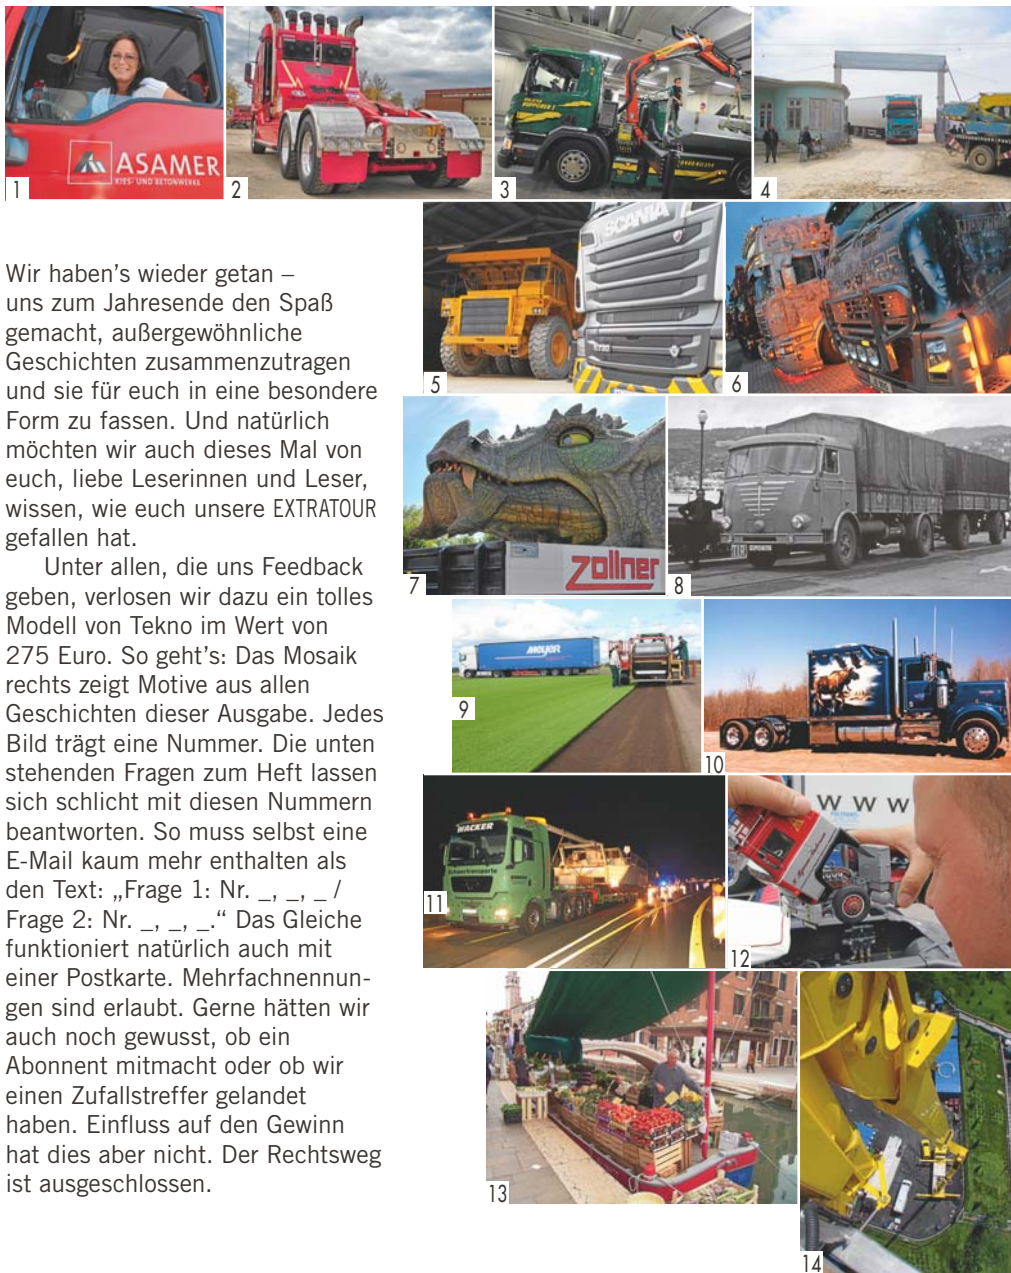 ASAMER
KIES- UND BETONWERKE
1
2
3
4
SCANIA
5
6
zollner
7
8
Wir haben's wieder getan –
uns zum Jahresende den Spaß
gemacht, außergewöhnliche
Geschichten zusammenzutragen
und sie für euch in eine besondere
Form zu fassen. Und natürlich
möchten wir auch dieses Mal von
euch, liebe Leserinnen und Leser,
wissen, wie euch unsere EXTRATOUR
gefallen hat.
Unter allen, die uns Feedback
geben, verlosen wir dazu ein tolles
Modell von Tekno im Wert von
275 Euro. So geht's: Das Mosaik
rechts zeigt Motive aus allen
Geschichten dieser Ausgabe. Jedes
Bild trägt eine Nummer. Die unten
stehenden Fragen zum Heft lassen
sich schlicht mit diesen Nummern
beantworten. So muss selbst eine
E-Mail kaum mehr enthalten als
den Text: „Frage 1: Nr. _, _, _ /
Frage 2: Nr. _, _, _.“ Das Gleiche
funktioniert natürlich auch mit
einer Postkarte. Mehrfachnennun-
gen sind erlaubt. Gerne hätten wir
auch noch gewusst, ob ein
Abonnent mitmacht oder ob wir
einen Zufallstreffer gelandet
haben. Einfluss auf den Gewinn
hat dies aber nicht. Der Rechtsweg
ist ausgeschlossen.
MEYER
9
10
WACKER
Schwertransporte
11
WWW
12
13
14